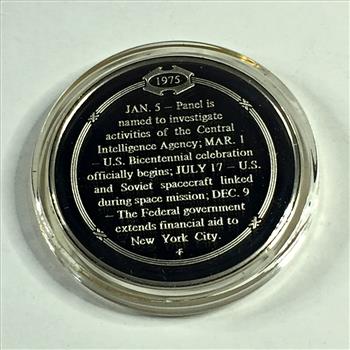 1975
JAN. 5 — Panel is
named to investigate
activities of the Central
Intelligence Agency; MAR. 1
— U.S. Bicentennial celebration
officially begins; JULY 17 — U.S.
and Soviet spacecraft linked
during space mission; DEC. 9
— The Federal government
extends financial aid to
New York City.